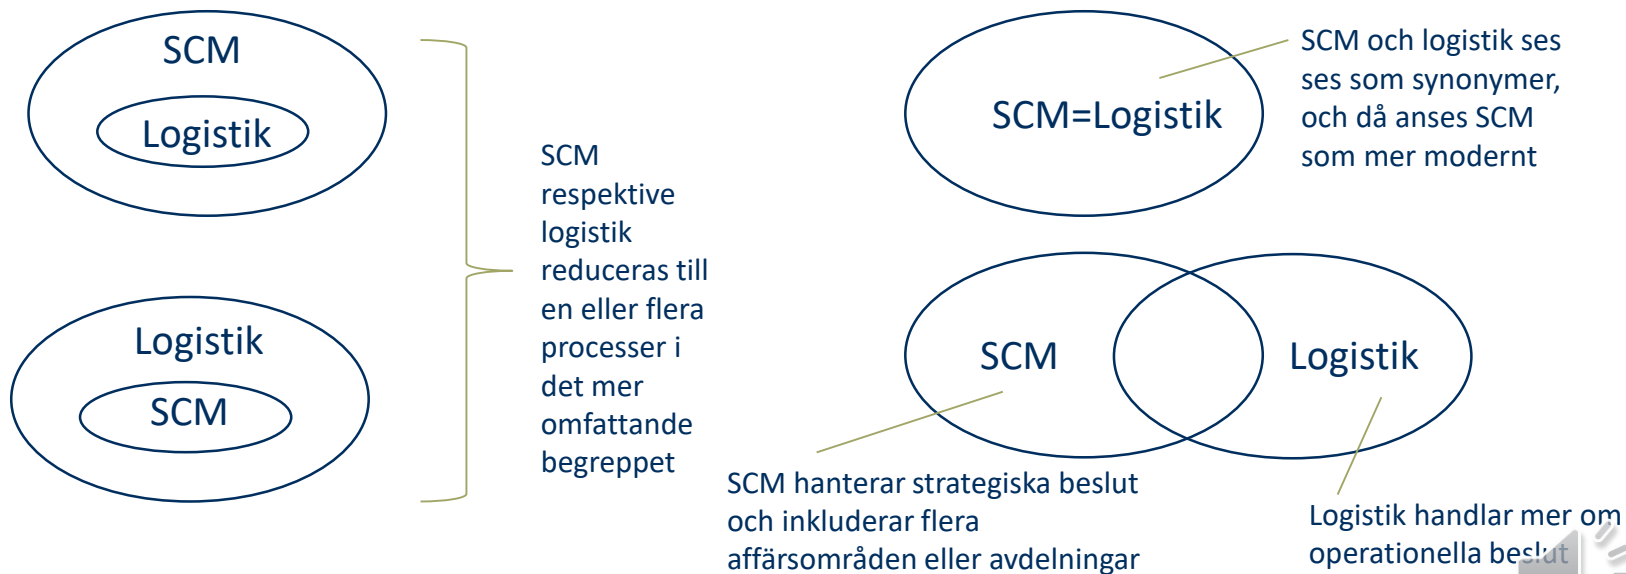 SCM
Logistik
Logistik
SCM
SCM
respektive
logistik
reduceras till
en eller flera
processer i
det mer
omfattande
begreppet
SCM=Logistik
SCM och logistik ses
ses som synonymer,
och då anses SCM
som mer modernt
SCM
Logistik
SCM hanterar strategiska beslut
och inkluderar flera
affärsområden eller avdelningar
Logistik handlar mer om
operationella beslut